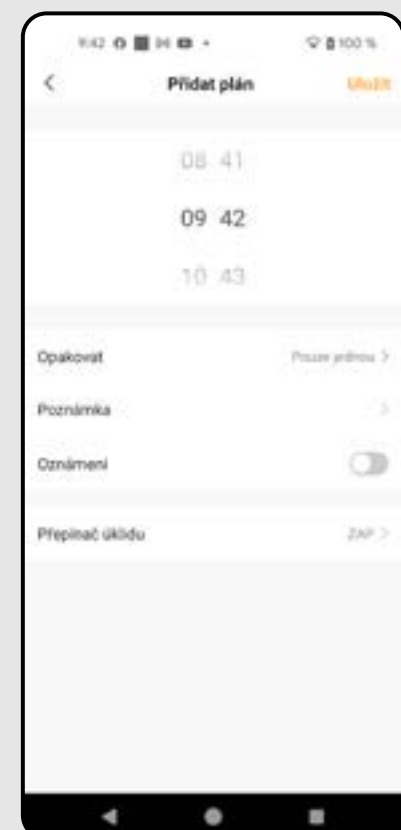 9:42 100 %
Přidat plán Uložit
08 41
09 42
10 43
Opakovat Pouze jednou
Poznámka
Oznámení
Přepínač úklidu ZAP